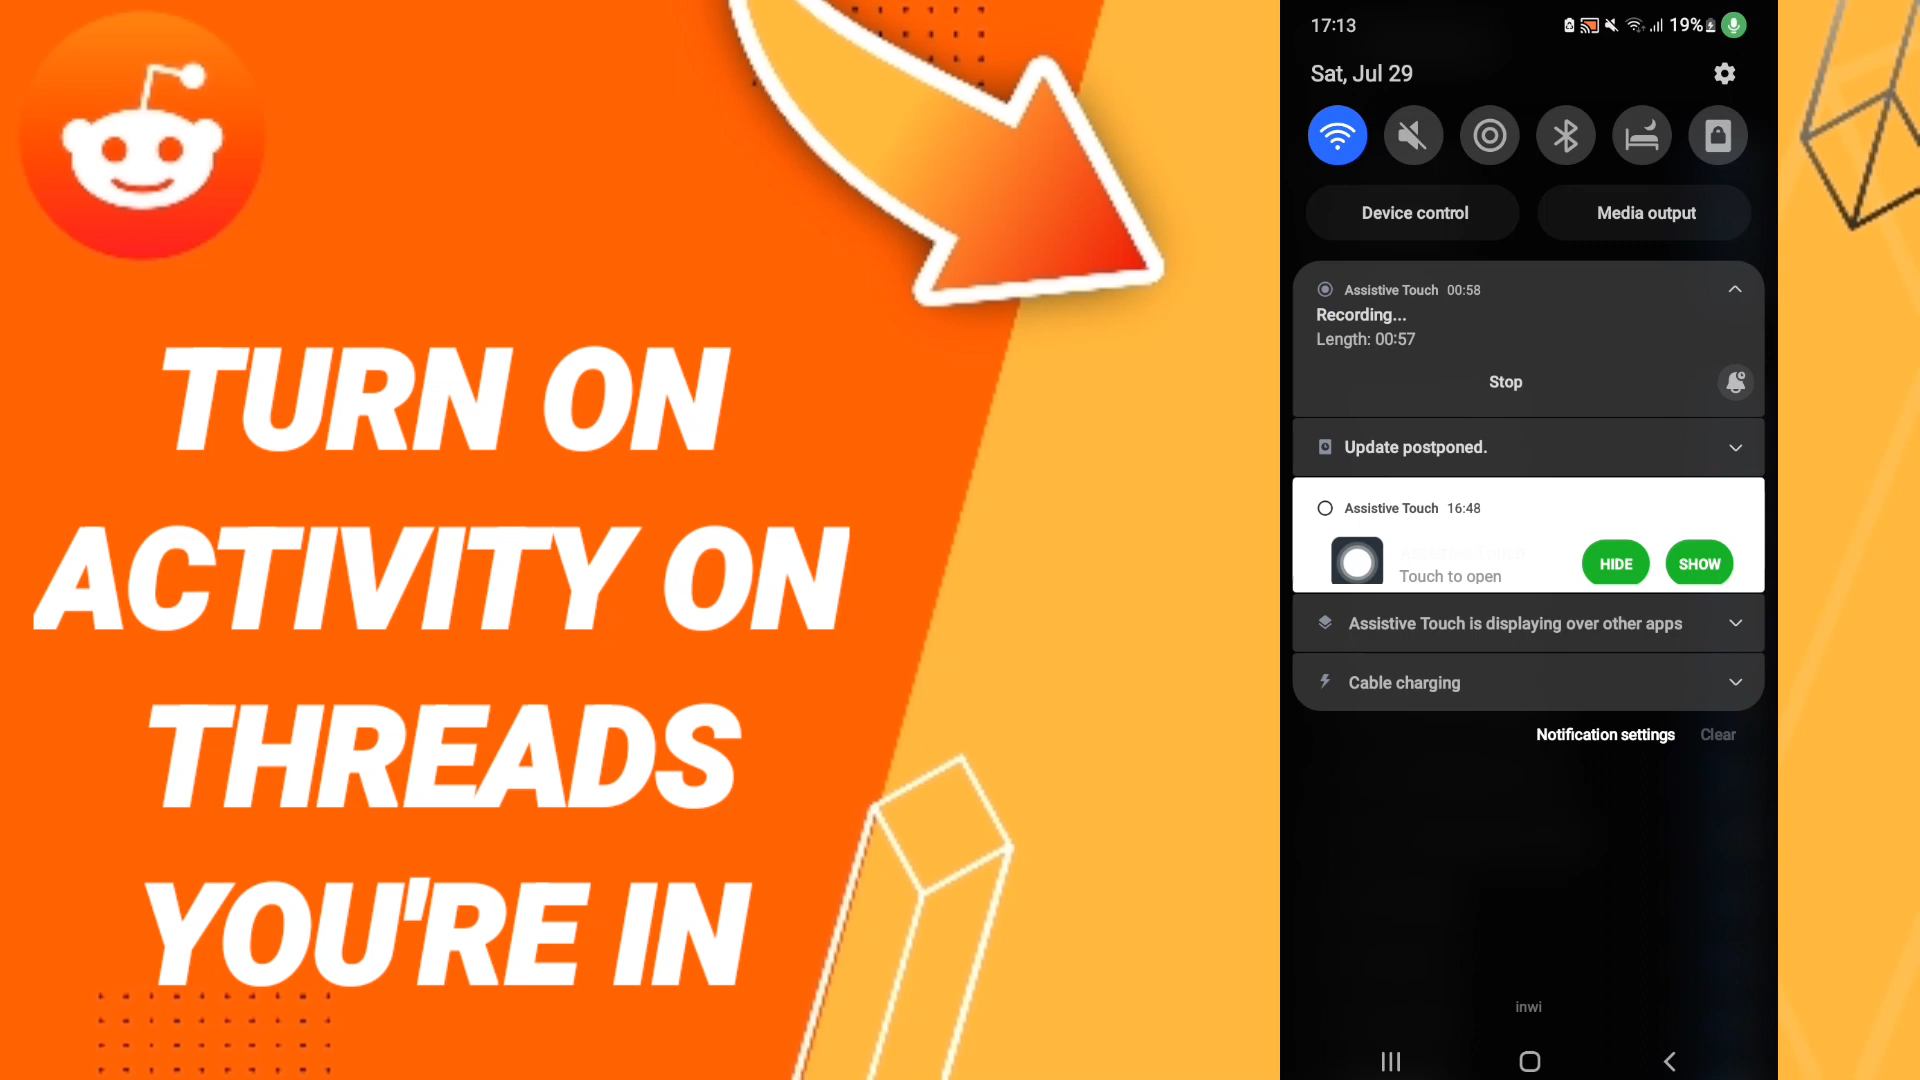 TURN ON
ACTIVITY ON
THREADS
YOU'RE IN
17:13
19%
Sat, Jul 29
Device control
Media output
Assistive Touch 00:58
Recording...
Length: 00:57
Stop
Update postponed.
Assistive Touch 16:48
Touch to open
HIDE
SHOW
Assistive Touch is displaying over other apps
Cable charging
Notification settings
Clear
inwi